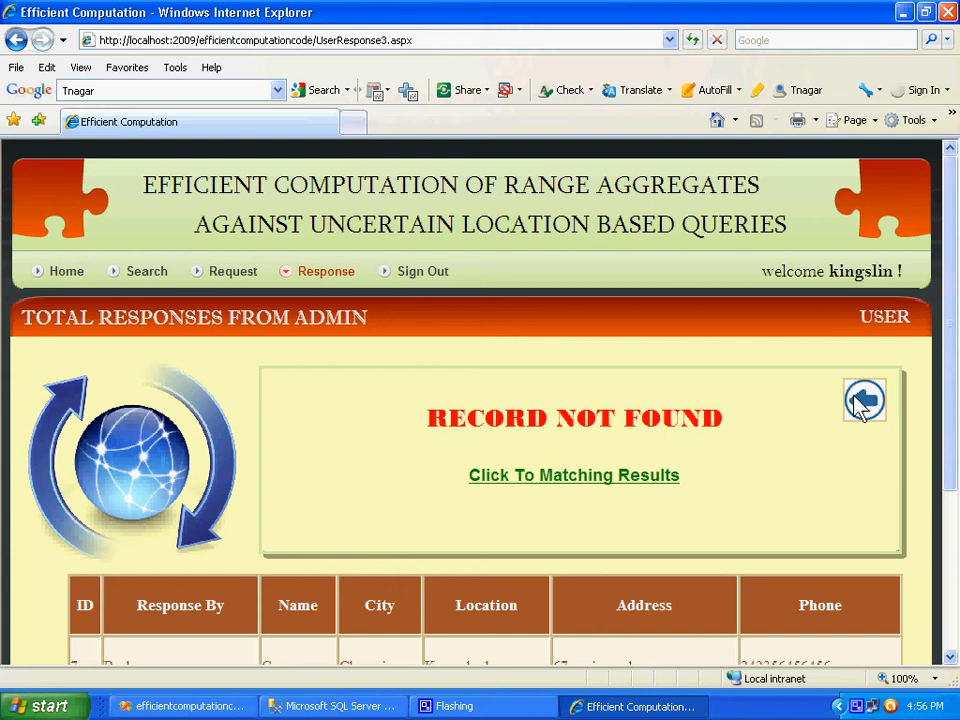 Efficient Computation - Windows Internet Explorer
http://localhost:2009/efficientcomputationcode/UserResponse3.aspx
Google
File Edit View Favorites Tools Help
Google Tnagar Search Share Check Translate AutoFill Tnagar Sign In
Efficient Computation
Page Tools
EFFICIENT COMPUTATION OF RANGE AGGREGATES
AGAINST UNCERTAIN LOCATION BASED QUERIES
Home Search Request Response Sign Out welcome kingslin !
TOTAL RESPONSES FROM ADMIN USER
RECORD NOT FOUND
Click To Matching Results
ID Response By Name City Location Address Phone
Local intranet 100%
start efficientcomputationc... Microsoft SQL Server ... Flashing Efficient Computation... 4:56 PM